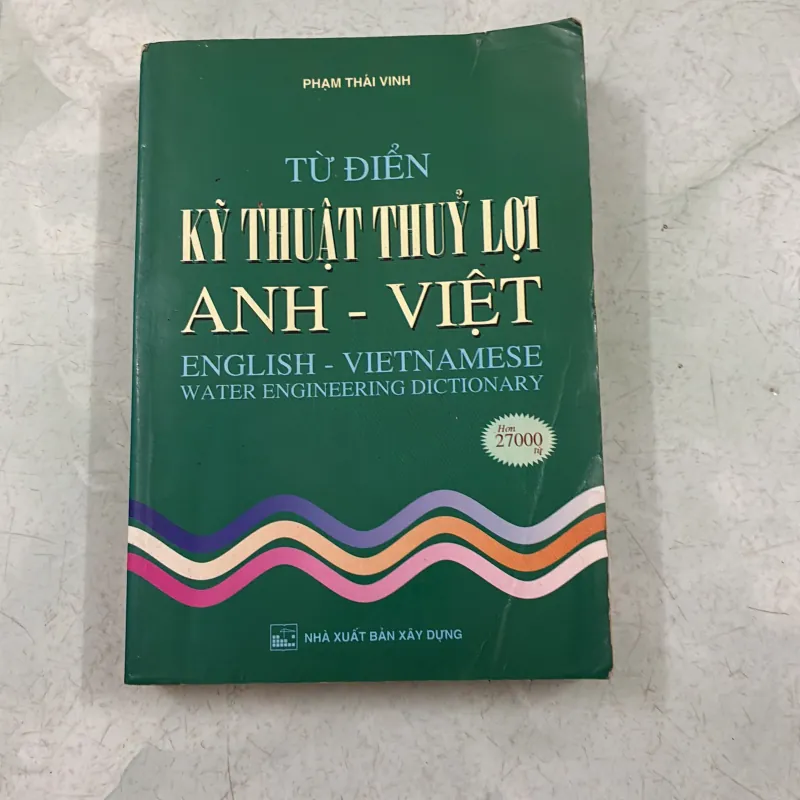 PHẠM THÁI VINH
TỪ ĐIỂN
KỸ THUẬT THUỶ LỢI
ANH - VIỆT
ENGLISH - VIETNAMESE
WATER ENGINEERING DICTIONARY
Hơn
27000
từ
NHÀ XUẤT BẢN XÂY DỰNG